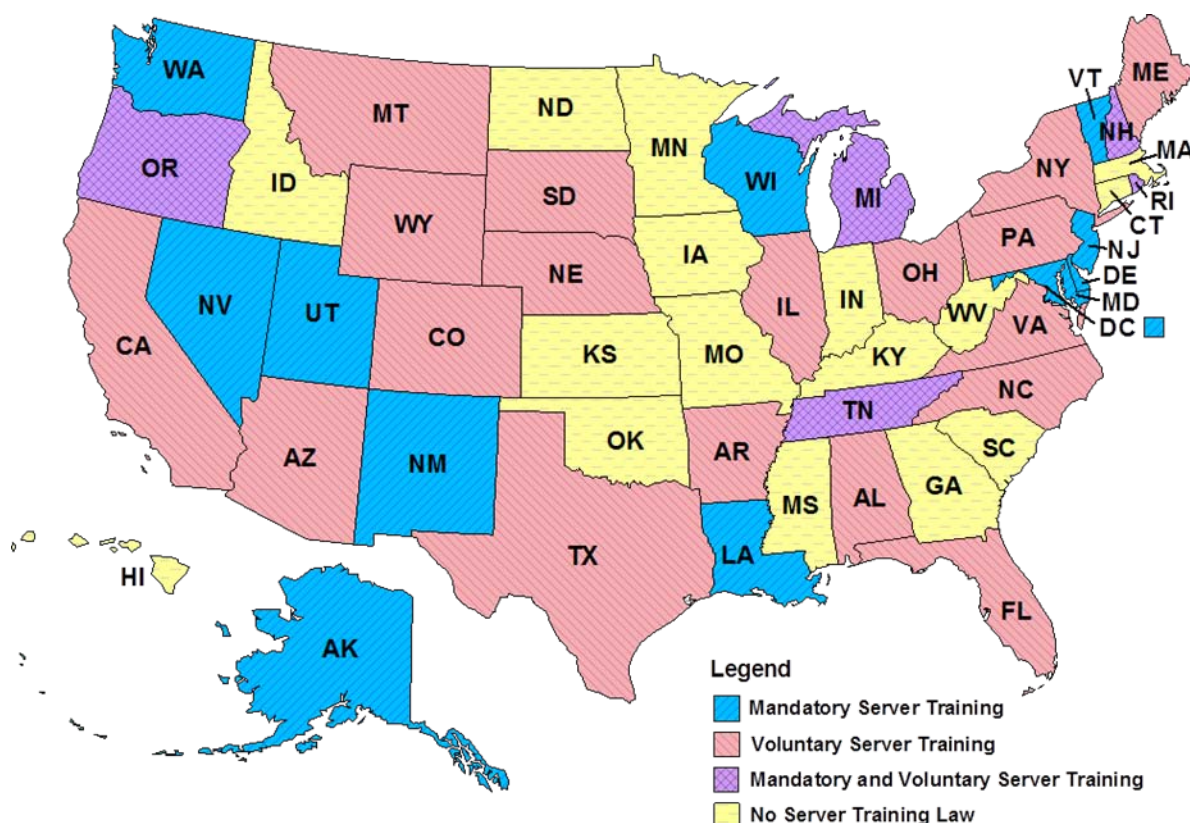 WA
VT
ME
MT
ND
NH
OR
MN
MA
NY
ID
WI
SD
MI
RI
WY
CT
PA
NJ
IA
NE
OH
DE
NV
IL
IN
MD
UT
WV
DC
CO
VA
CA
KS
MO
KY
NC
TN
OK
SC
AZ
NM
AR
GA
MS
AL
TX
LA
HI
FL
AK
Legend
Mandatory Server Training
Voluntary Server Training
Mandatory and Voluntary Server Training
No Server Training Law